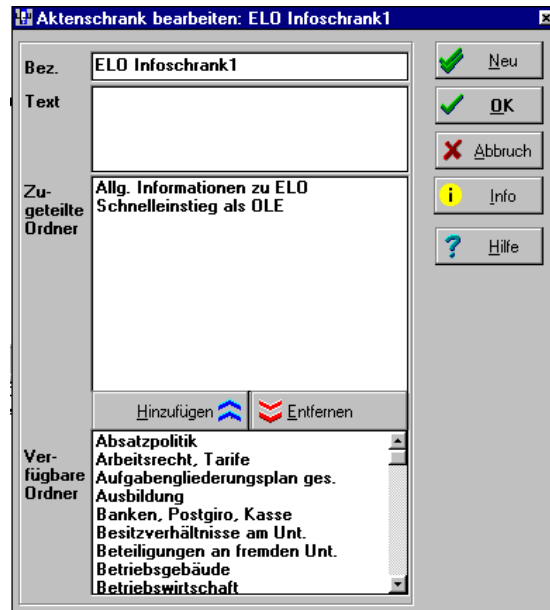 Aktenschrank bearbeiten: ELO Infoschrank1
Bez.
ELO Infoschrank1
Text
Zu-
geteilte
Ordner
Allg. Informationen zu ELO
Schnelleinstieg als OLE
Hinzufügen
Entfernen
Ver-
fügbare
Ordner
Absatzpolitik
Arbeitsrecht, Tarife
Aufgabengliederungsplan ges.
Ausbildung
Banken, Postgiro, Kasse
Besitzverhältnisse am Unt.
Beteiligungen an fremden Unt.
Betriebsgebäude
Betriebswirtschaft
Neu
OK
Abbruch
Info
Hilfe